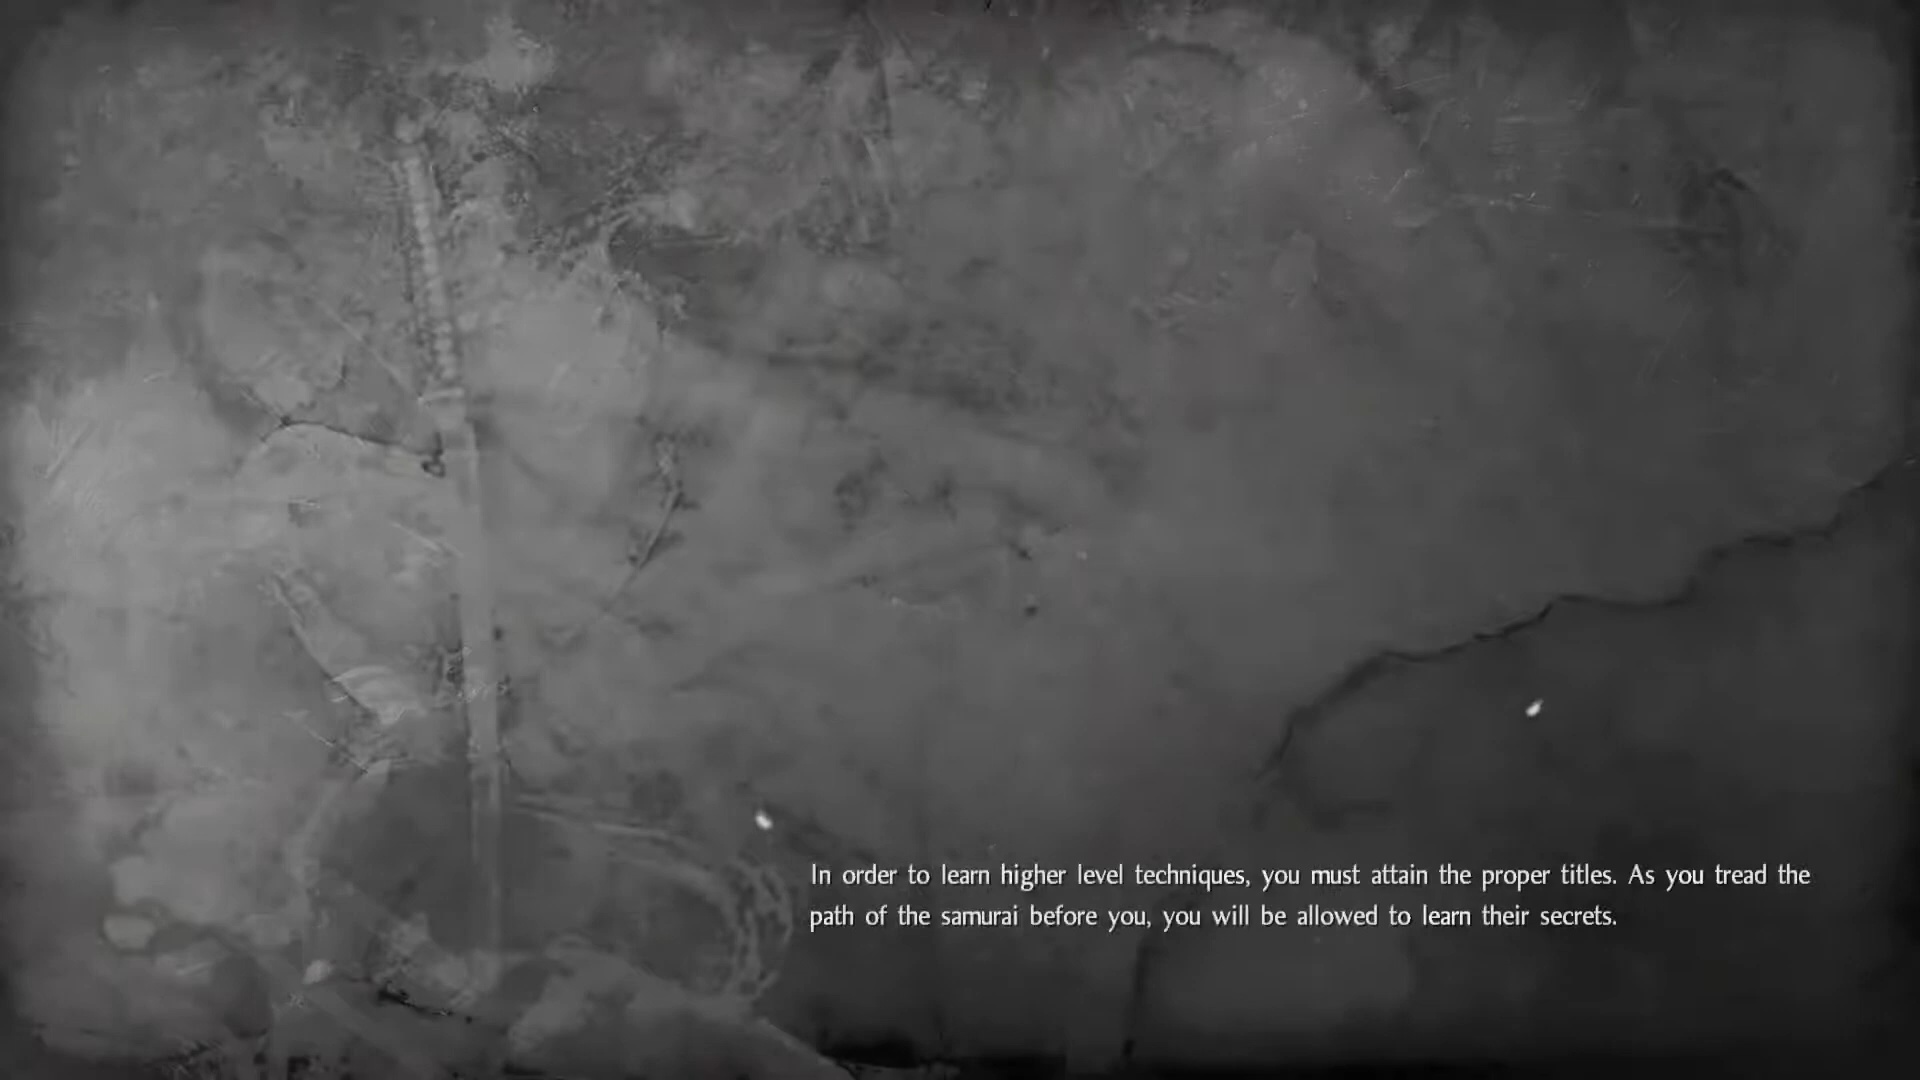 In order to learn higher level techniques, you must attain the proper titles. As you tread the
path of the samurai before you, you will be allowed to learn their secrets.